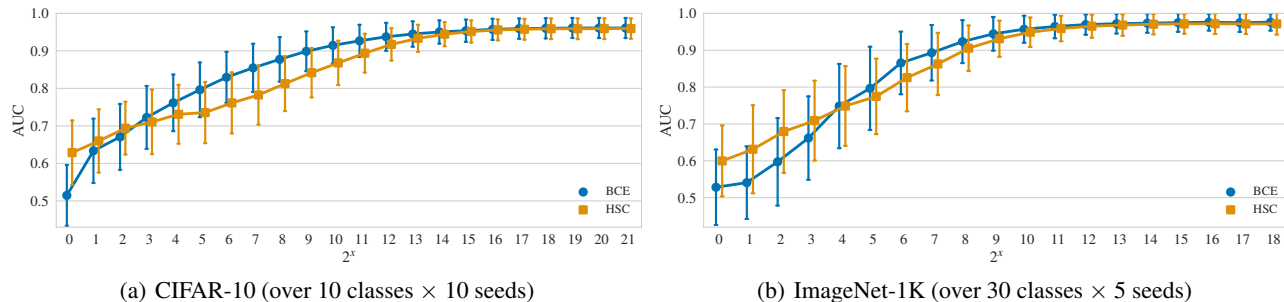 1.0
0.9
0.8
0.7
0.6
0.5
AUC
BCE
HSC
0 1 2 3 4 5 6 7 8 9 10 11 12 13 14 15 16 17 18 19 20 21
2^x
(a) CIFAR-10 (over 10 classes × 10 seeds)
1.0
0.9
0.8
0.7
0.6
0.5
AUC
BCE
HSC
0 1 2 3 4 5 6 7 8 9 10 11 12 13 14 15 16 17 18
2^x
(b) ImageNet-1K (over 30 classes × 5 seeds)